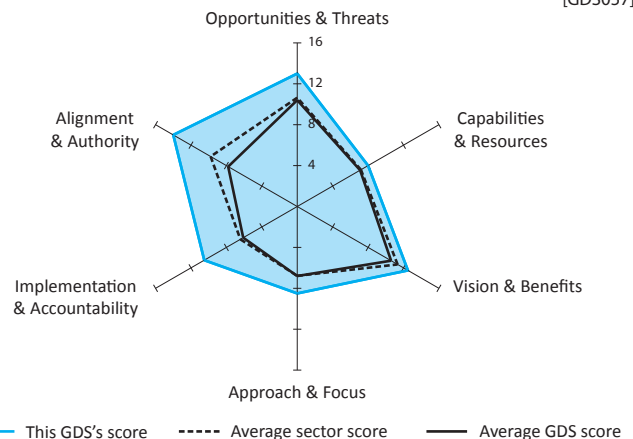 [GDS057]
Opportunities & Threats
16
12
8
4
Alignment
& Authority
Capabilities
& Resources
Implementation
& Accountability
Vision & Benefits
Approach & Focus
This GDS's score
Average sector score
Average GDS score